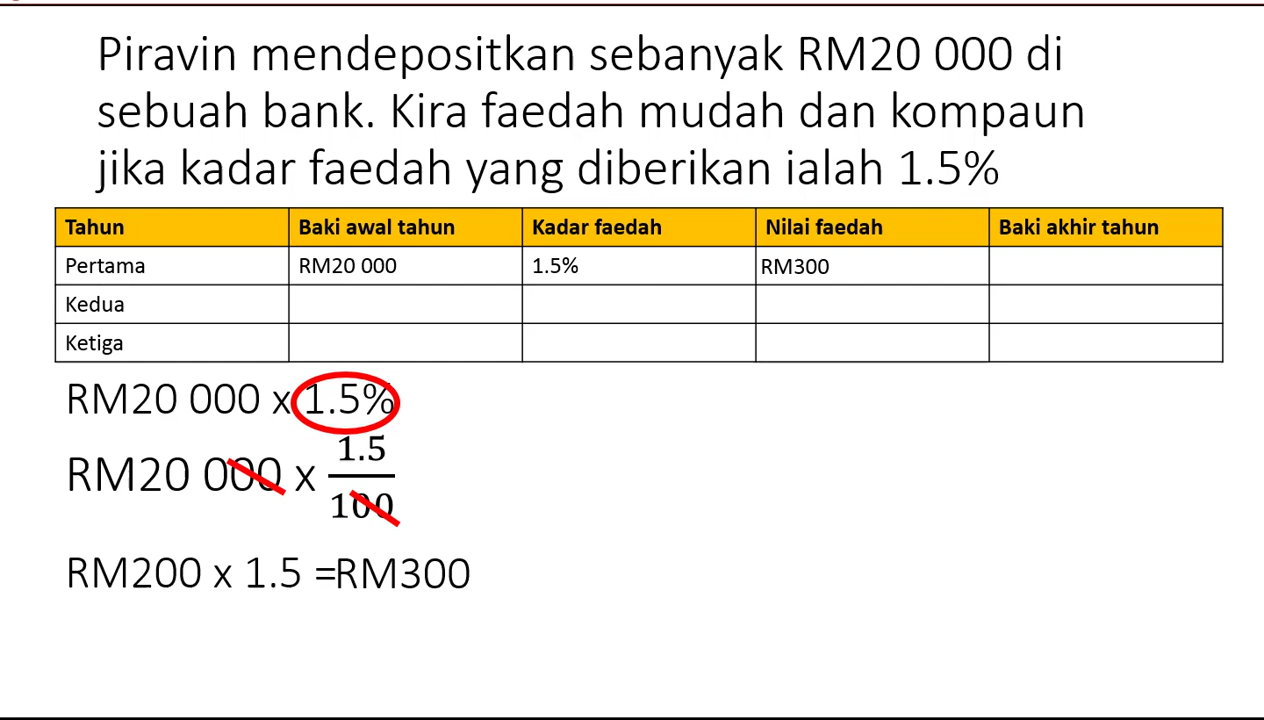 Piravin mendepositkan sebanyak RM20 000 di
sebuah bank. Kira faedah mudah dan kompaun
jika kadar faedah yang diberikan ialah 1.5%
Tahun Baki awal tahun Kadar faedah Nilai faedah Baki akhir tahun
Pertama RM20 000 1.5% RM300
Kedua
Ketiga
RM20 000 x 1.5%
RM20 000 x 1.5/100
RM200 x 1.5 =RM300